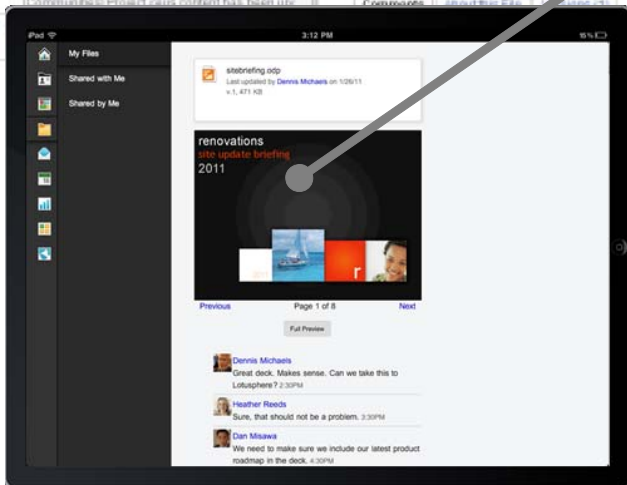 iPad
3:12 PM
15%
My Files
Shared with Me
Shared by Me
sitebriefing.odp
Last updated by Dennis Michaels on 1/26/11
v.1, 471 KB
renovations
site update briefing
2011
r
Previous
Page 1 of 8
Next
Full Preview
Dennis Michaels
Great deck. Makes sense. Can we take this to
Lotusphere? 2:30PM
Heather Reeds
Sure, that should not be a problem. 3:30PM
Dan Misawa
We need to make sure we include our latest product
roadmap in the deck. 4:30PM